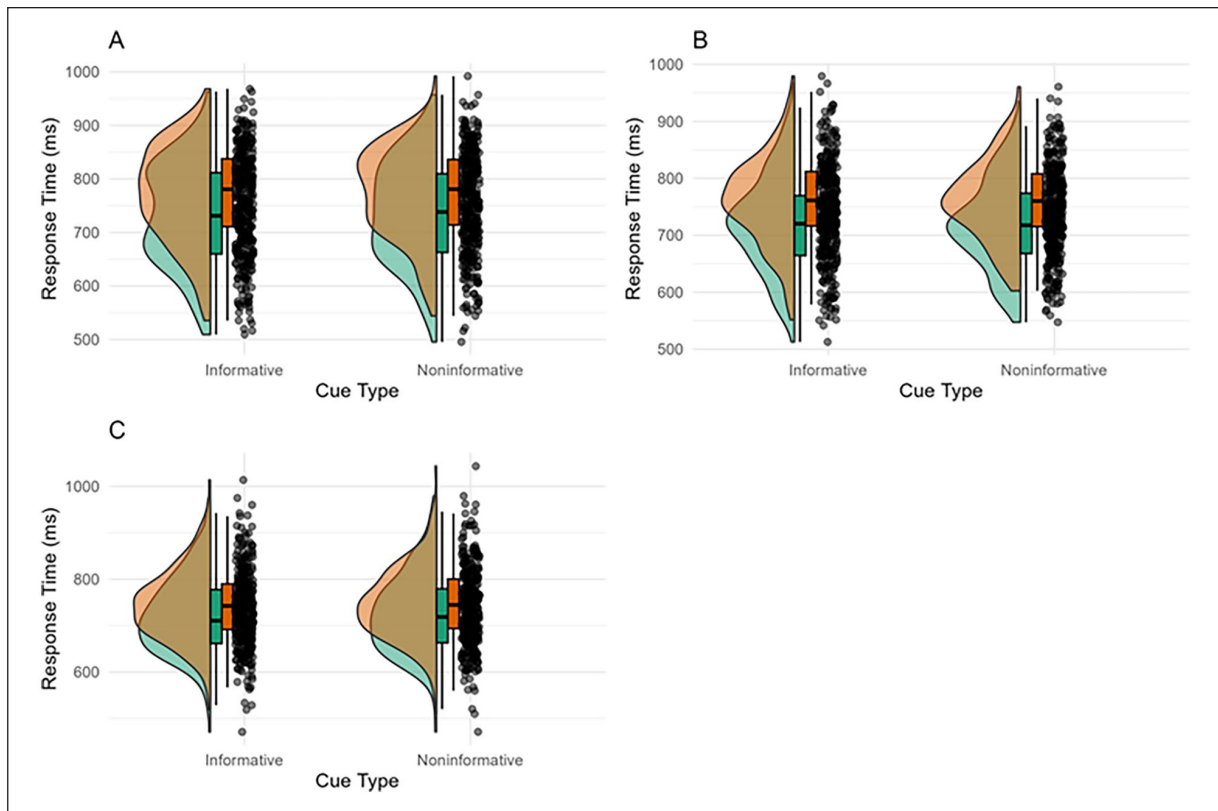 A
Response Time (ms)
1000
900
800
700
600
500
Informative
Noninformative
Cue Type
B
Response Time (ms)
1000
900
800
700
600
500
Informative
Noninformative
Cue Type
C
Response Time (ms)
1000
800
600
Informative
Noninformative
Cue Type